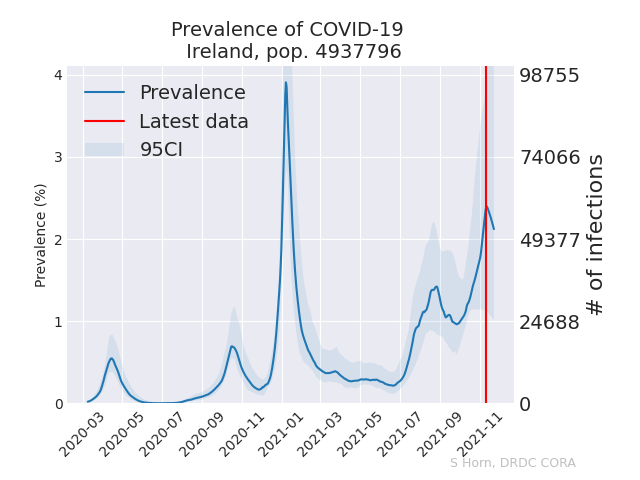 Prevalence of COVID-19
Ireland, pop. 4937796
Prevalence
Latest data
95CI
Prevalence (%)
4
3
2
1
0
98755
74066
49377
24688
0
# of infections
2020-03
2020-05
2020-07
2020-09
2020-11
2021-01
2021-03
2021-05
2021-07
2021-09
2021-11
S Horn, DRDC CORA